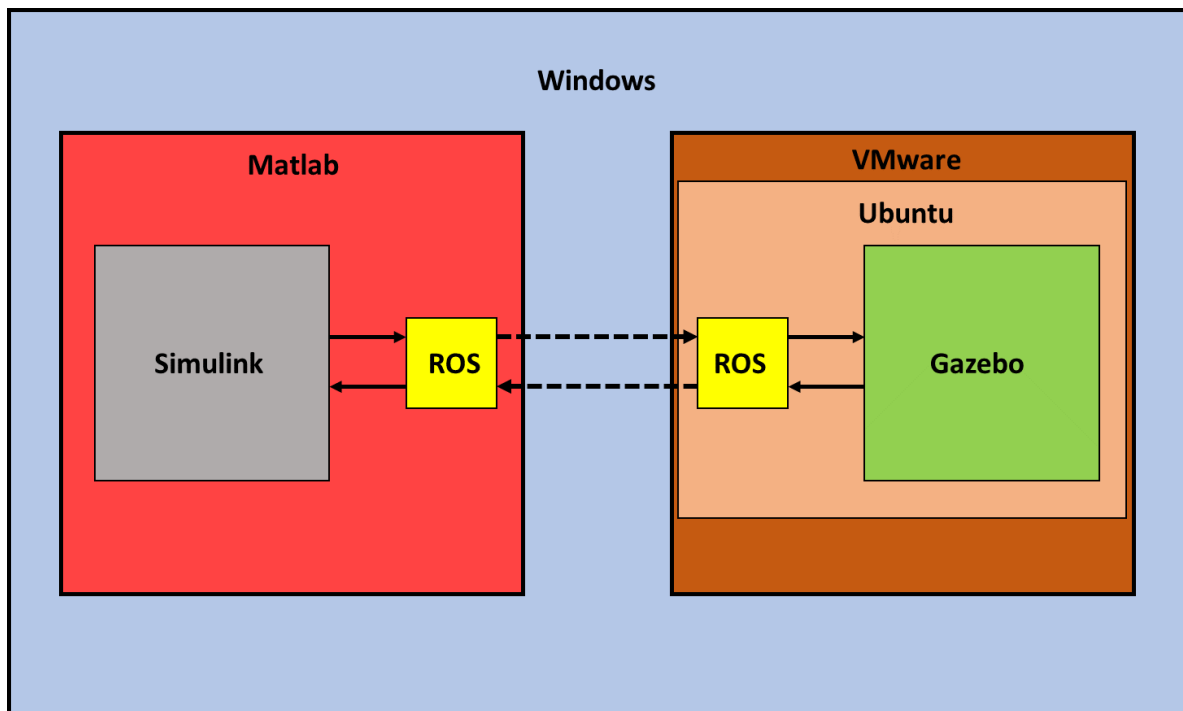 Windows
Matlab
VMware
Ubuntu
Simulink
ROS
ROS
Gazebo